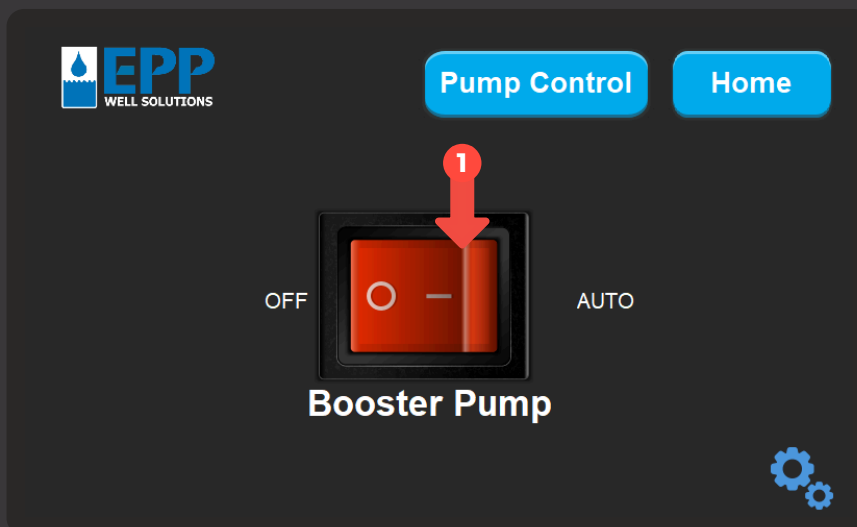 EPP
WELL SOLUTIONS
Pump Control
Home
1
OFF
AUTO
Booster Pump